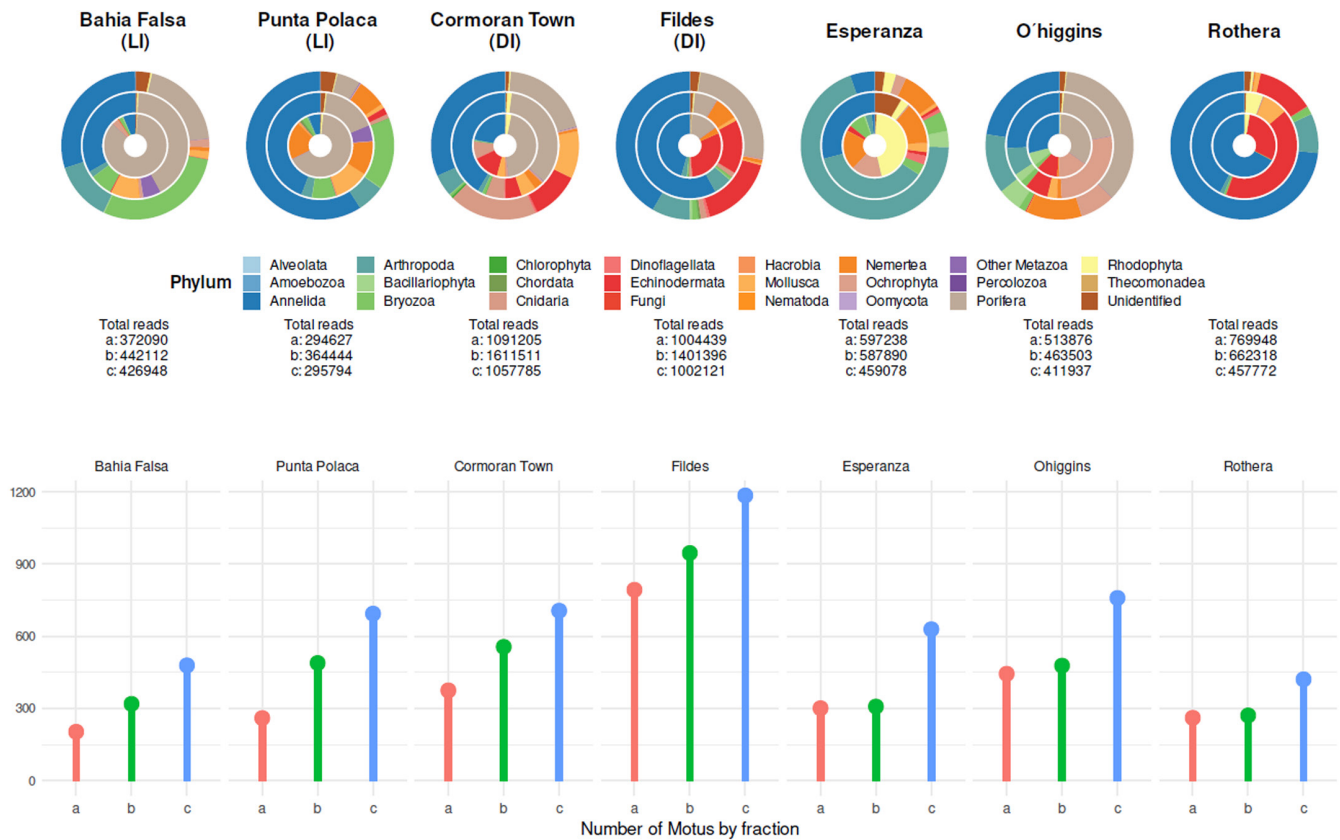 Bahia Falsa
(LI)
Punta Polaca
(LI)
Cormoran Town
(DI)
Fildes
(DI)
Esperanza
O´higgins
Rothera
Phylum
Alveolata
Amoebozoa
Annelida
Arthropoda
Bacillariophyta
Bryozoa
Chlorophyta
Chordata
Cnidaria
Dinoflagellata
Echinodermata
Fungi
Hacrobia
Mollusca
Nematoda
Nemertea
Ochrophyta
Oomycota
Other Metazoa
Percolozoa
Porifera
Rhodophyta
Thecomonadea
Unidentified
Total reads
a:372090
b:442112
c:426948
Total reads
a:294627
b:364444
c:295794
Total reads
a:1091205
b:1611511
c:1057785
Total reads
a:1004439
b:1401396
c:1002121
Total reads
a:597238
b:587890
c:459078
Total reads
a:513876
b:463503
c:411937
Total reads
a:769948
b:662318
c:457772
Bahia Falsa
Punta Polaca
Cormoran Town
Fildes
Esperanza
Ohiggins
Rothera
1200
900
600
300
0
a b c
a b c
a b c
a b c
a b c
a b c
a b c
Number of Motus by fraction